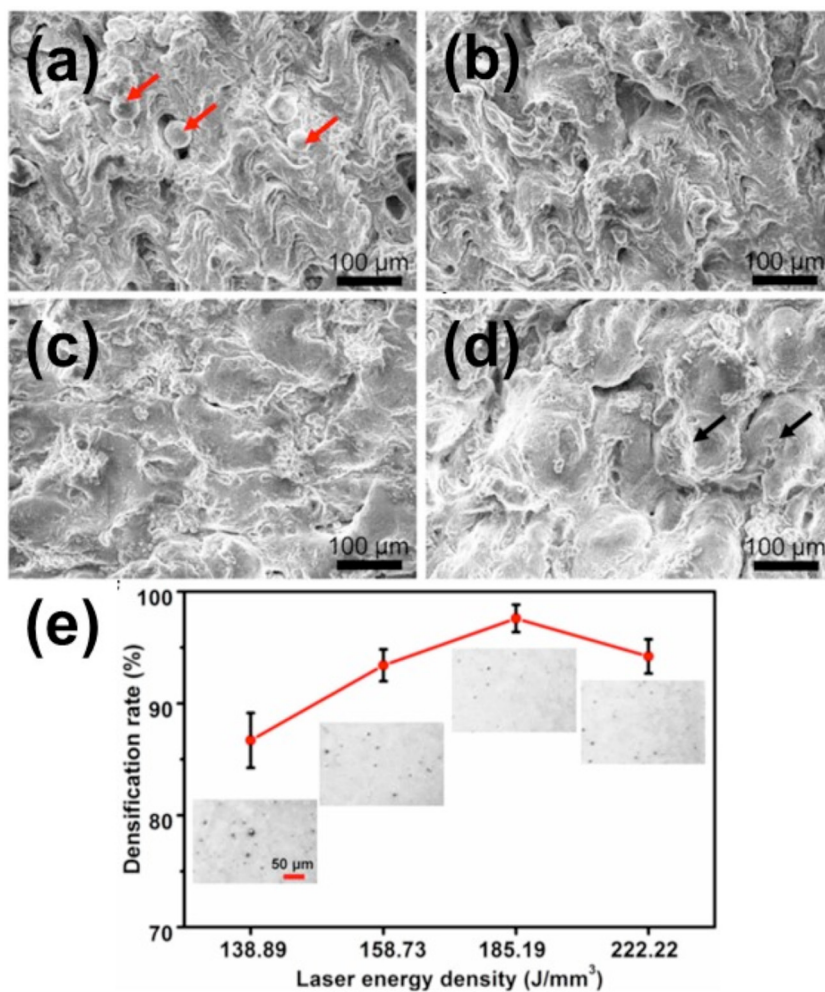 (a)
(b)
100 µm
100 µm
(c)
(d)
100 µm
100 µm
(e)
100
90
80
70
Densification rate (%)
50 µm
138.89 158.73 185.19 222.22
Laser energy density (J/mm³)